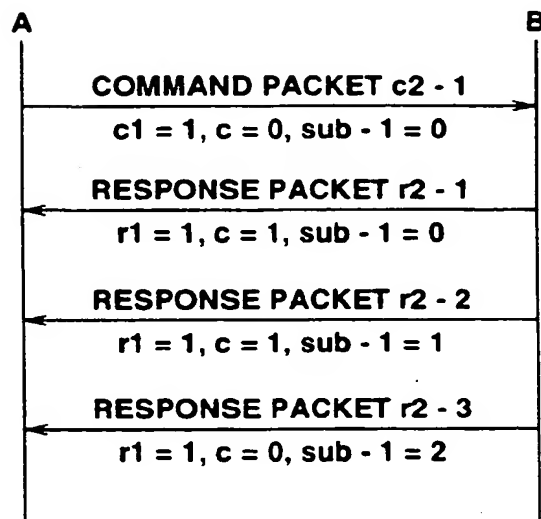 A B
COMMAND PACKET c2 - 1
c1 = 1, c = 0, sub - 1 = 0
RESPONSE PACKET r2 - 1
r1 = 1, c = 1, sub - 1 = 0
RESPONSE PACKET r2 - 2
r1 = 1, c = 1, sub - 1 = 1
RESPONSE PACKET r2 - 3
r1 = 1, c = 0, sub - 1 = 2